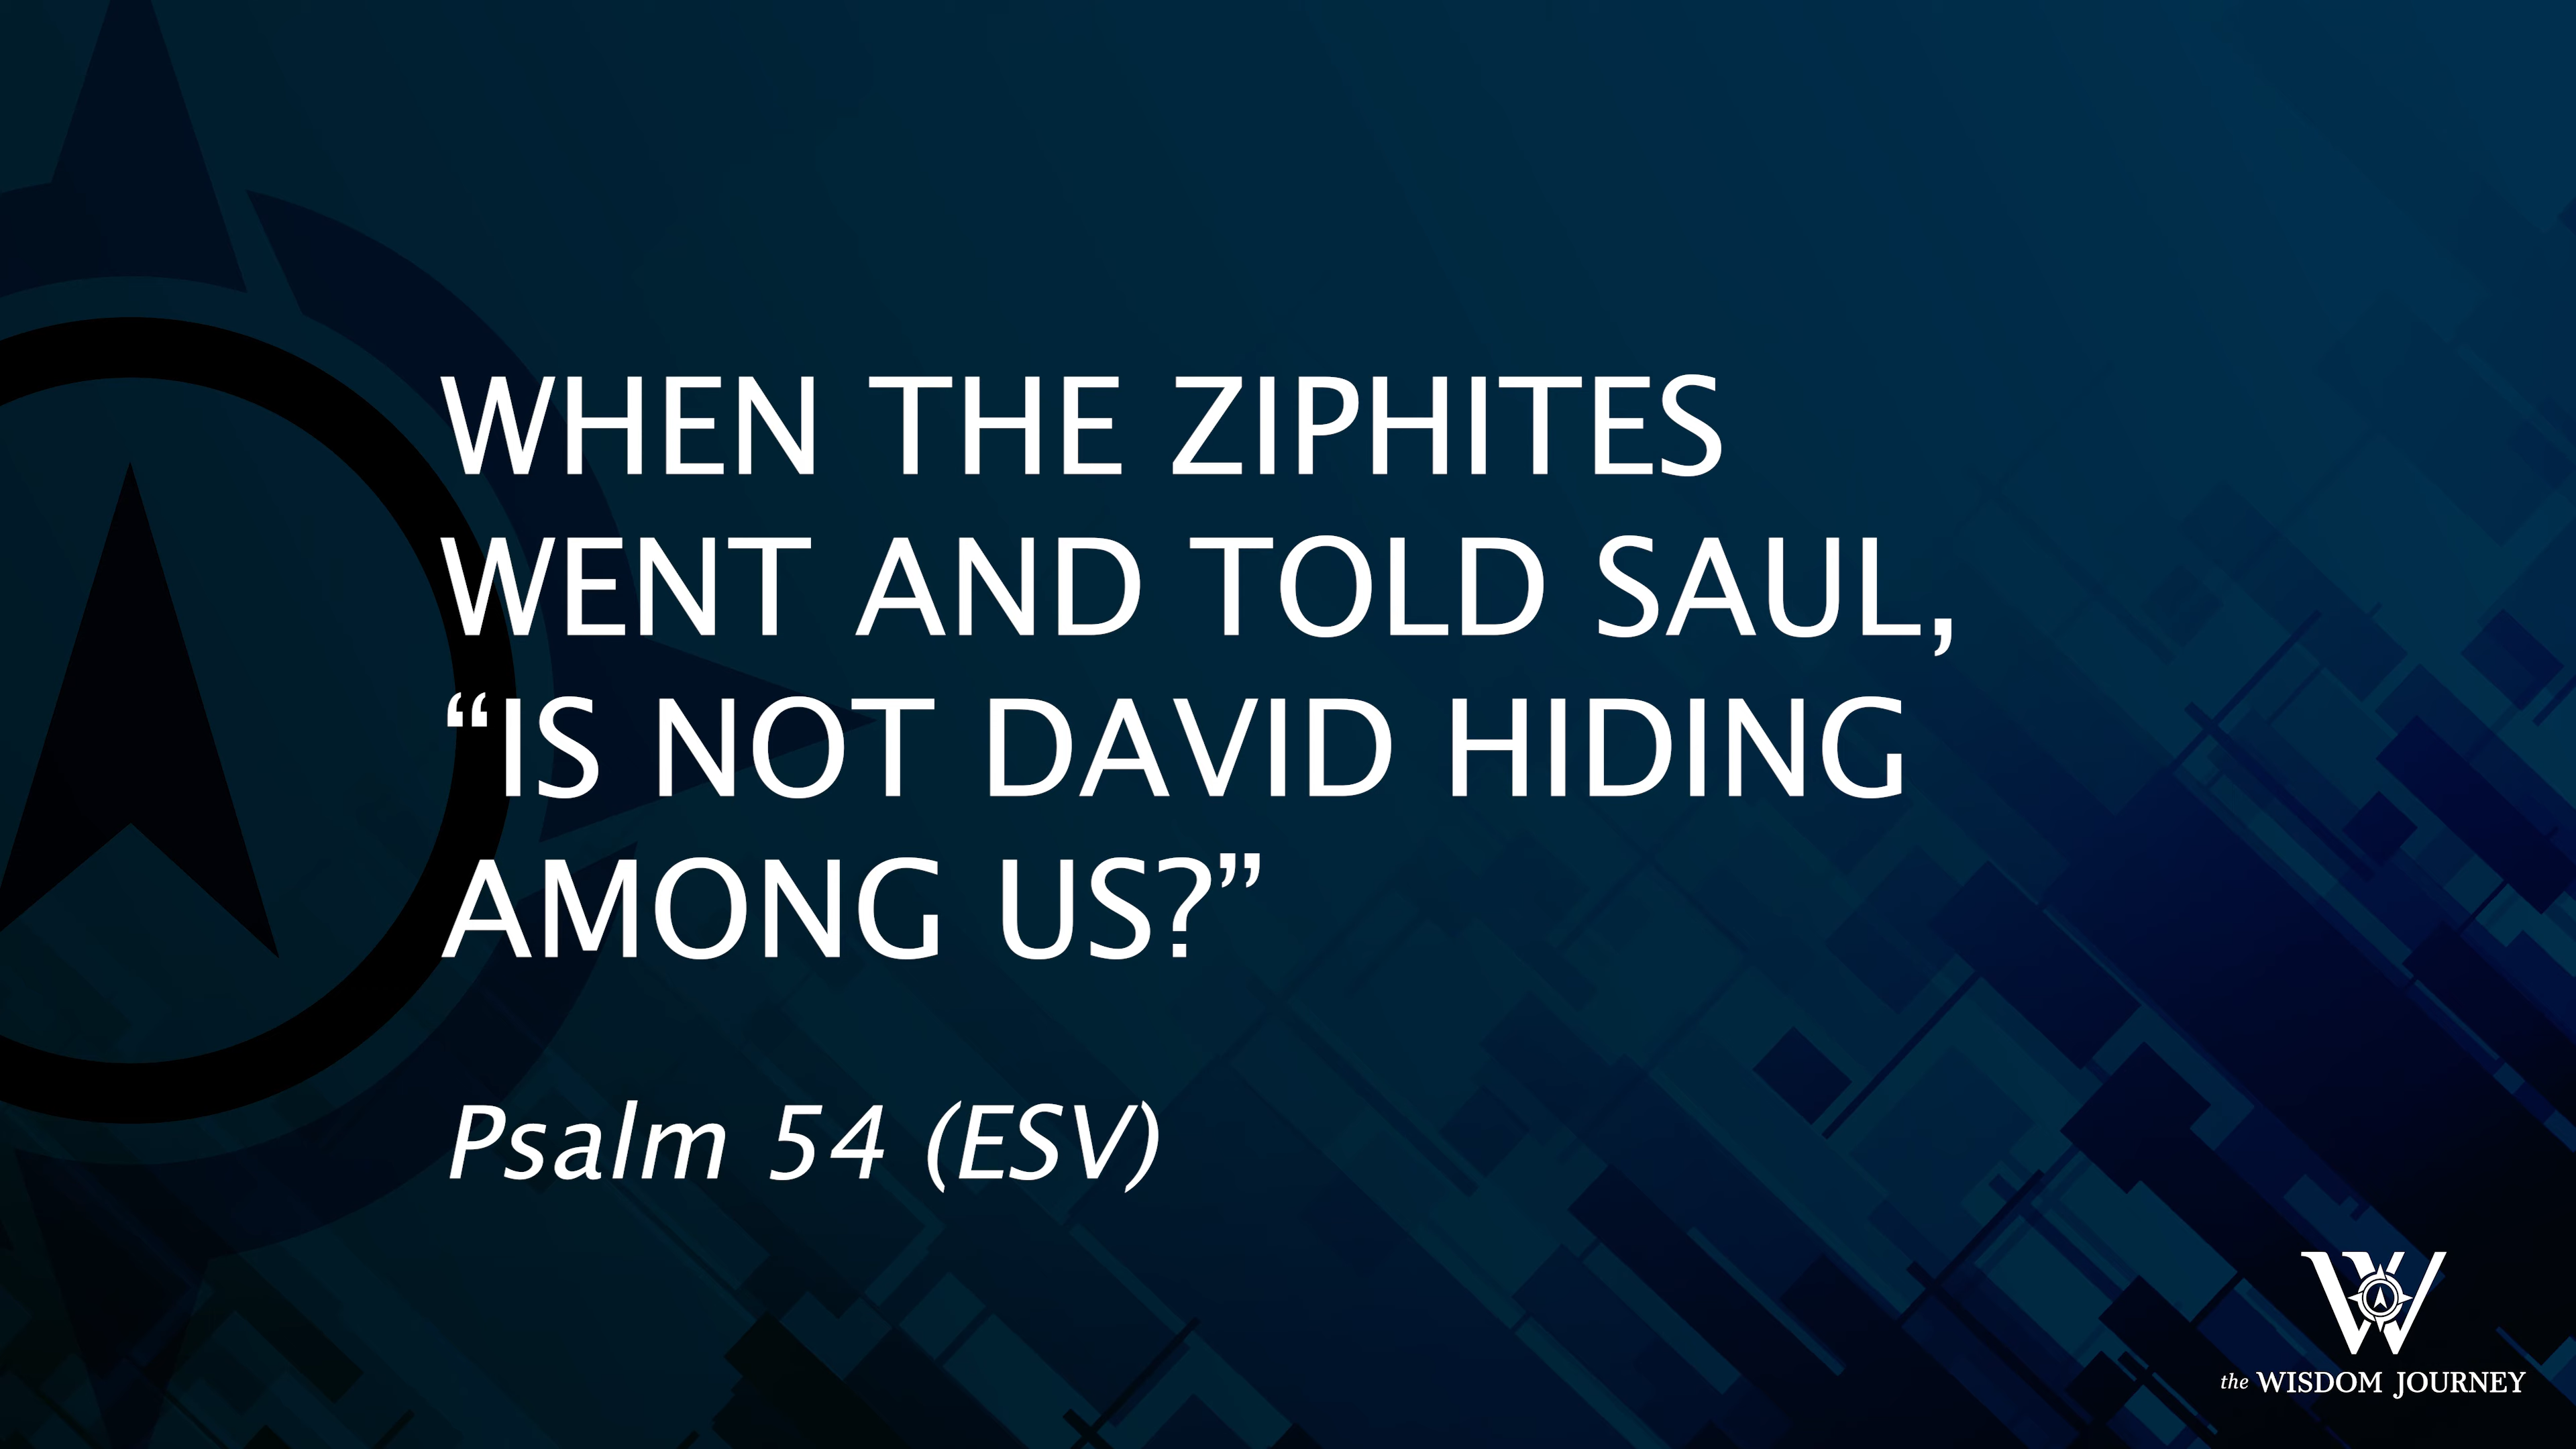 WHEN THE ZIPHITES
WENT AND TOLD SAUL,
“IS NOT DAVID HIDING
AMONG US?”
Psalm 54 (ESV)
W
the WISDOM JOURNEY